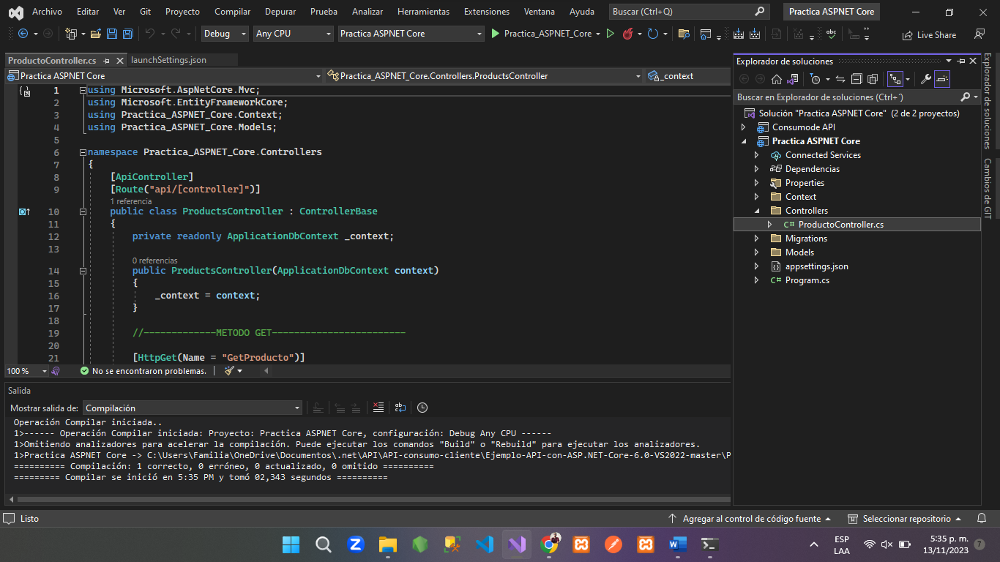 Archivo Editar Ver Git Proyecto Compilar Depurar Prueba Analizar Herramientas Extensiones Ventana Ayuda Buscar (Ctrl+Q) Practica ASPNET Core
Debug Any CPU Practica ASPNET Core Practica_ASPNET_Core Live Share
ProductoController.cs launchSettings.json
Practica ASPNET Core Practica_ASPNET_Core.Controllers.ProductsController _context
1 using Microsoft.AspNetCore.Mvc;
2 using Microsoft.EntityFrameworkCore;
3 using Practica_ASPNET_Core.Context;
4 using Practica_ASPNET_Core.Models;
5
6 namespace Practica_ASPNET_Core.Controllers
7 {
8 [ApiController]
9 [Route("api/[controller]")]
1 referencia
10 public class ProductsController : ControllerBase
11 {
12 private readonly ApplicationDbContext _context;
13
0 referencias
14 public ProductsController(ApplicationDbContext context)
15 {
16 _context = context;
17 }
18
19 //-------------METODO GET------------------------
20
21 [HttpGet(Name = "GetProducto")]
100 % No se encontraron problemas.
Salida
Mostrar salida de: Compilación
Operación Compilar iniciada..
1>------ Operación Compilar iniciada: Proyecto: Practica ASPNET Core, configuración: Debug Any CPU ------
1>Omitiendo analizadores para acelerar la compilación. Puede ejecutar los comandos "Build" o "Rebuild" para ejecutar los analizadores.
1>Practica ASPNET Core -> C:\Users\Familia\OneDrive\Documentos\.net\API\API-consumo-cliente\Ejemplo-API-con-ASP.NET-Core-6.0-VS2022-master\P
========== Compilación: 1 correcto, 0 erróneo, 0 actualizado, 0 omitido ==========
========= Compilar se inició en 5:35 PM y tomó 02,343 segundos ==========
Explorador de soluciones
Buscar en Explorador de soluciones (Ctrl+´)
Solución "Practica ASPNET Core" (2 de 2 proyectos)
Consumode API
Practica ASPNET Core
Connected Services
Dependencias
Properties
Context
Controllers
C# ProductoController.cs
Migrations
Models
appsettings.json
C# Program.cs
Explorador de soluciones
Cambios de GIT
Listo Agregar al control de código fuente Seleccionar repositorio
ESP
LAA
5:35 p. m.
13/11/2023
7